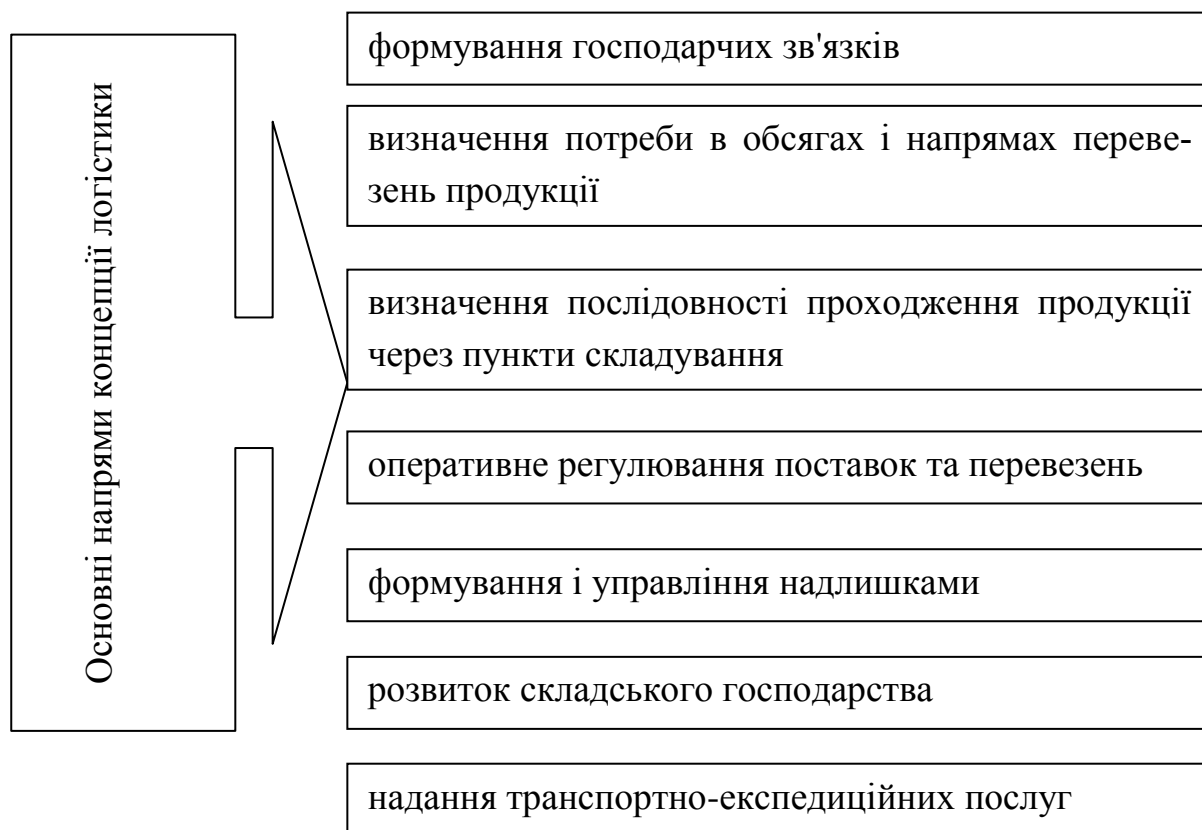 Основні напрями концепції логістики
формування господарчих зв'язків
визначення потреби в обсягах і напрямах переве-
зень продукції
визначення послідовності проходження продукції
через пункти складування
оперативне регулювання поставок та перевезень
формування і управління надлишками
розвиток складського господарства
надання транспортно-експедиційних послуг